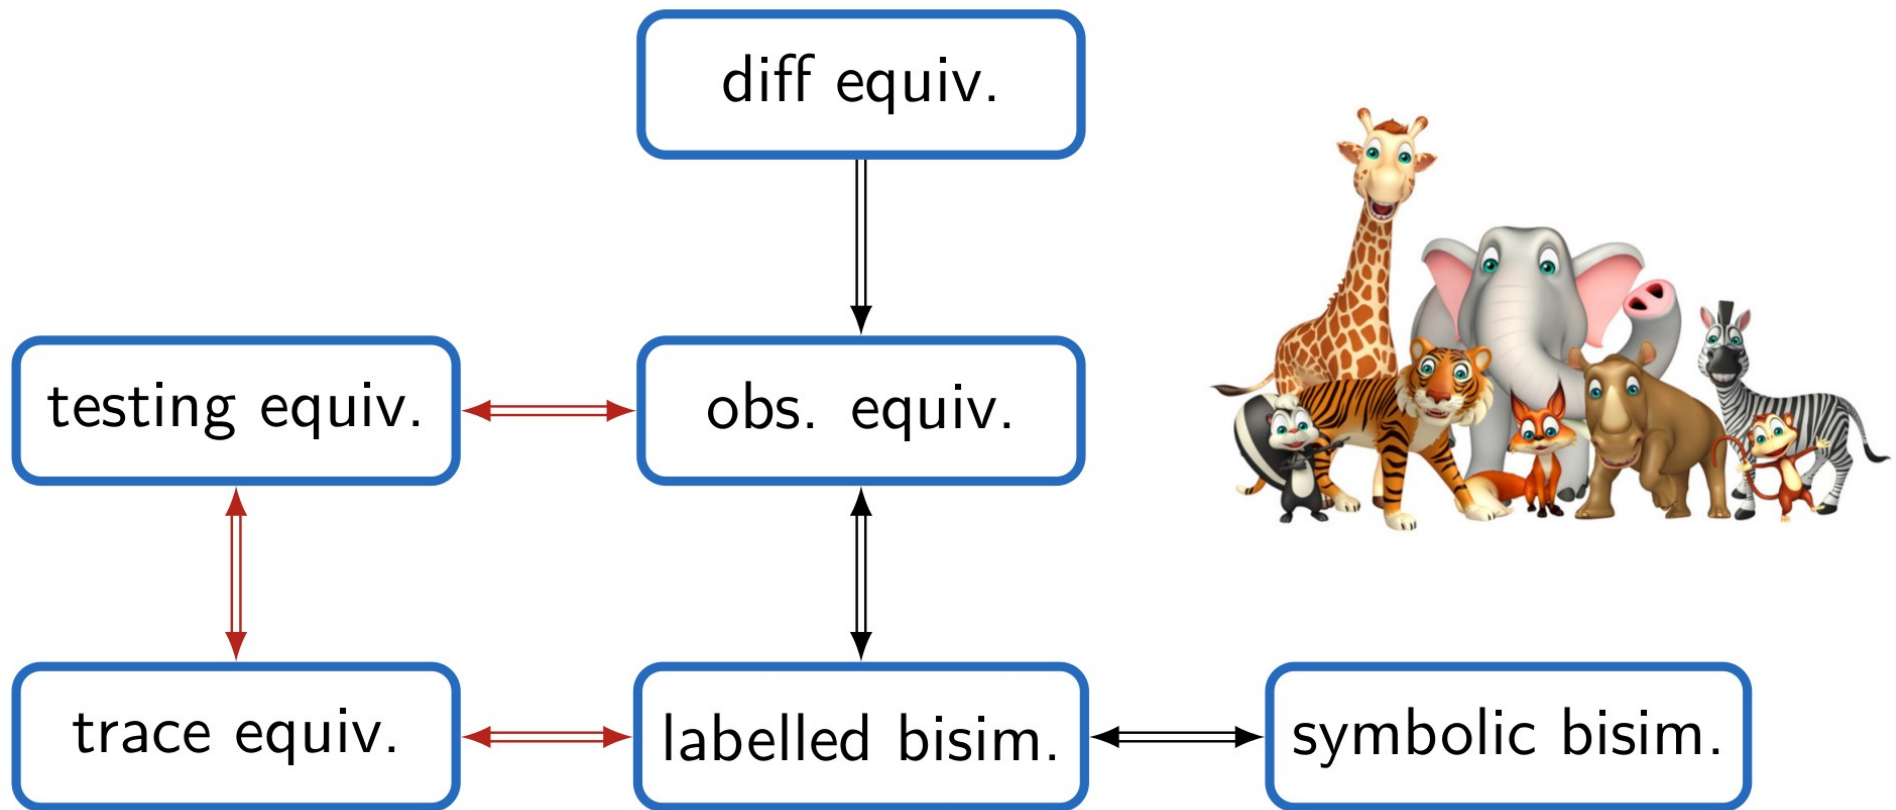 diff equiv.
testing equiv.
obs. equiv.
trace equiv.
labelled bisim.
symbolic bisim.